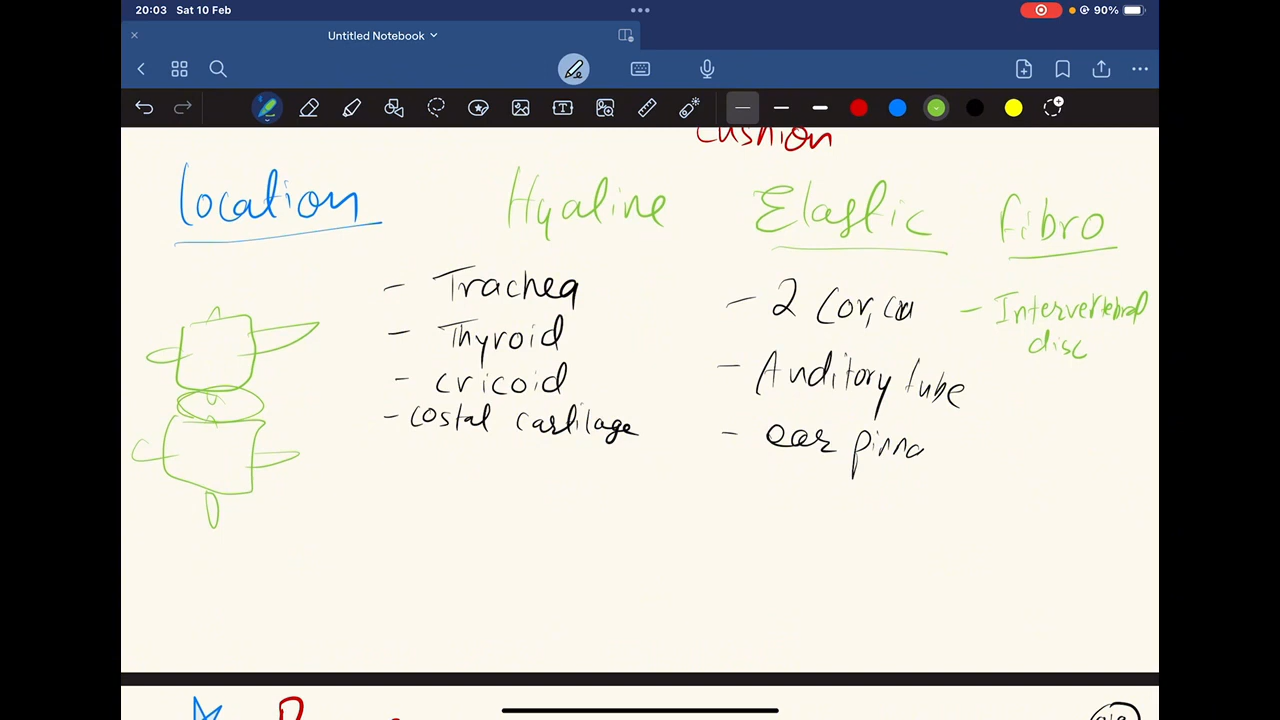 20:03 Sat 10 Feb
90%
Untitled Notebook
Cushion
Location Hyaline Elastic Fibro
- Trachea
- Thyroid
- cricoid
- costal cartilage
- 2 Cor, cu
- Auditory tube
- ear pinna
- Intervertebral
disc